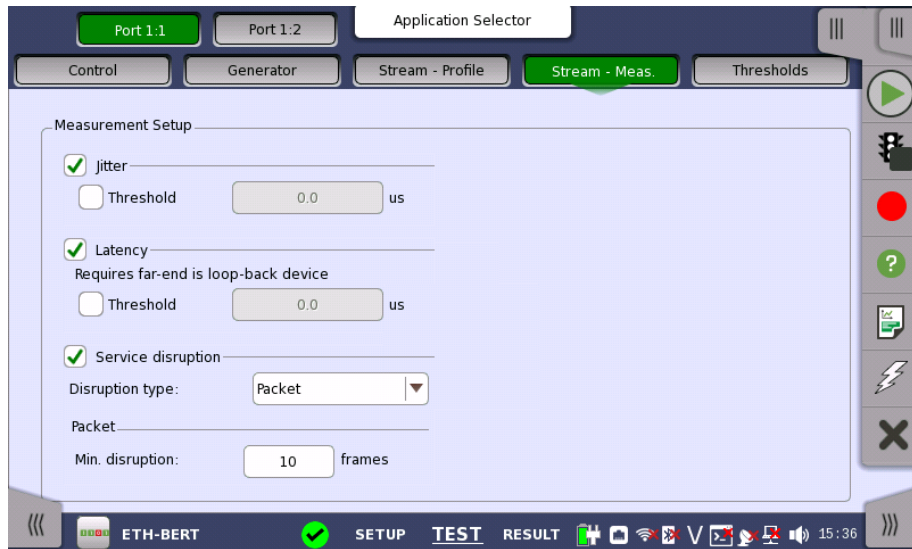 Application Selector
Port 1:1 Port 1:2
Control Generator Stream - Profile Stream - Meas. Thresholds
Measurement Setup
Jitter
Threshold 0.0 us
Latency
Requires far-end is loop-back device
Threshold 0.0 us
Service disruption
Disruption type: Packet
Packet
Min. disruption: 10 frames
ETH-BERT SETUP TEST RESULT V 15:36